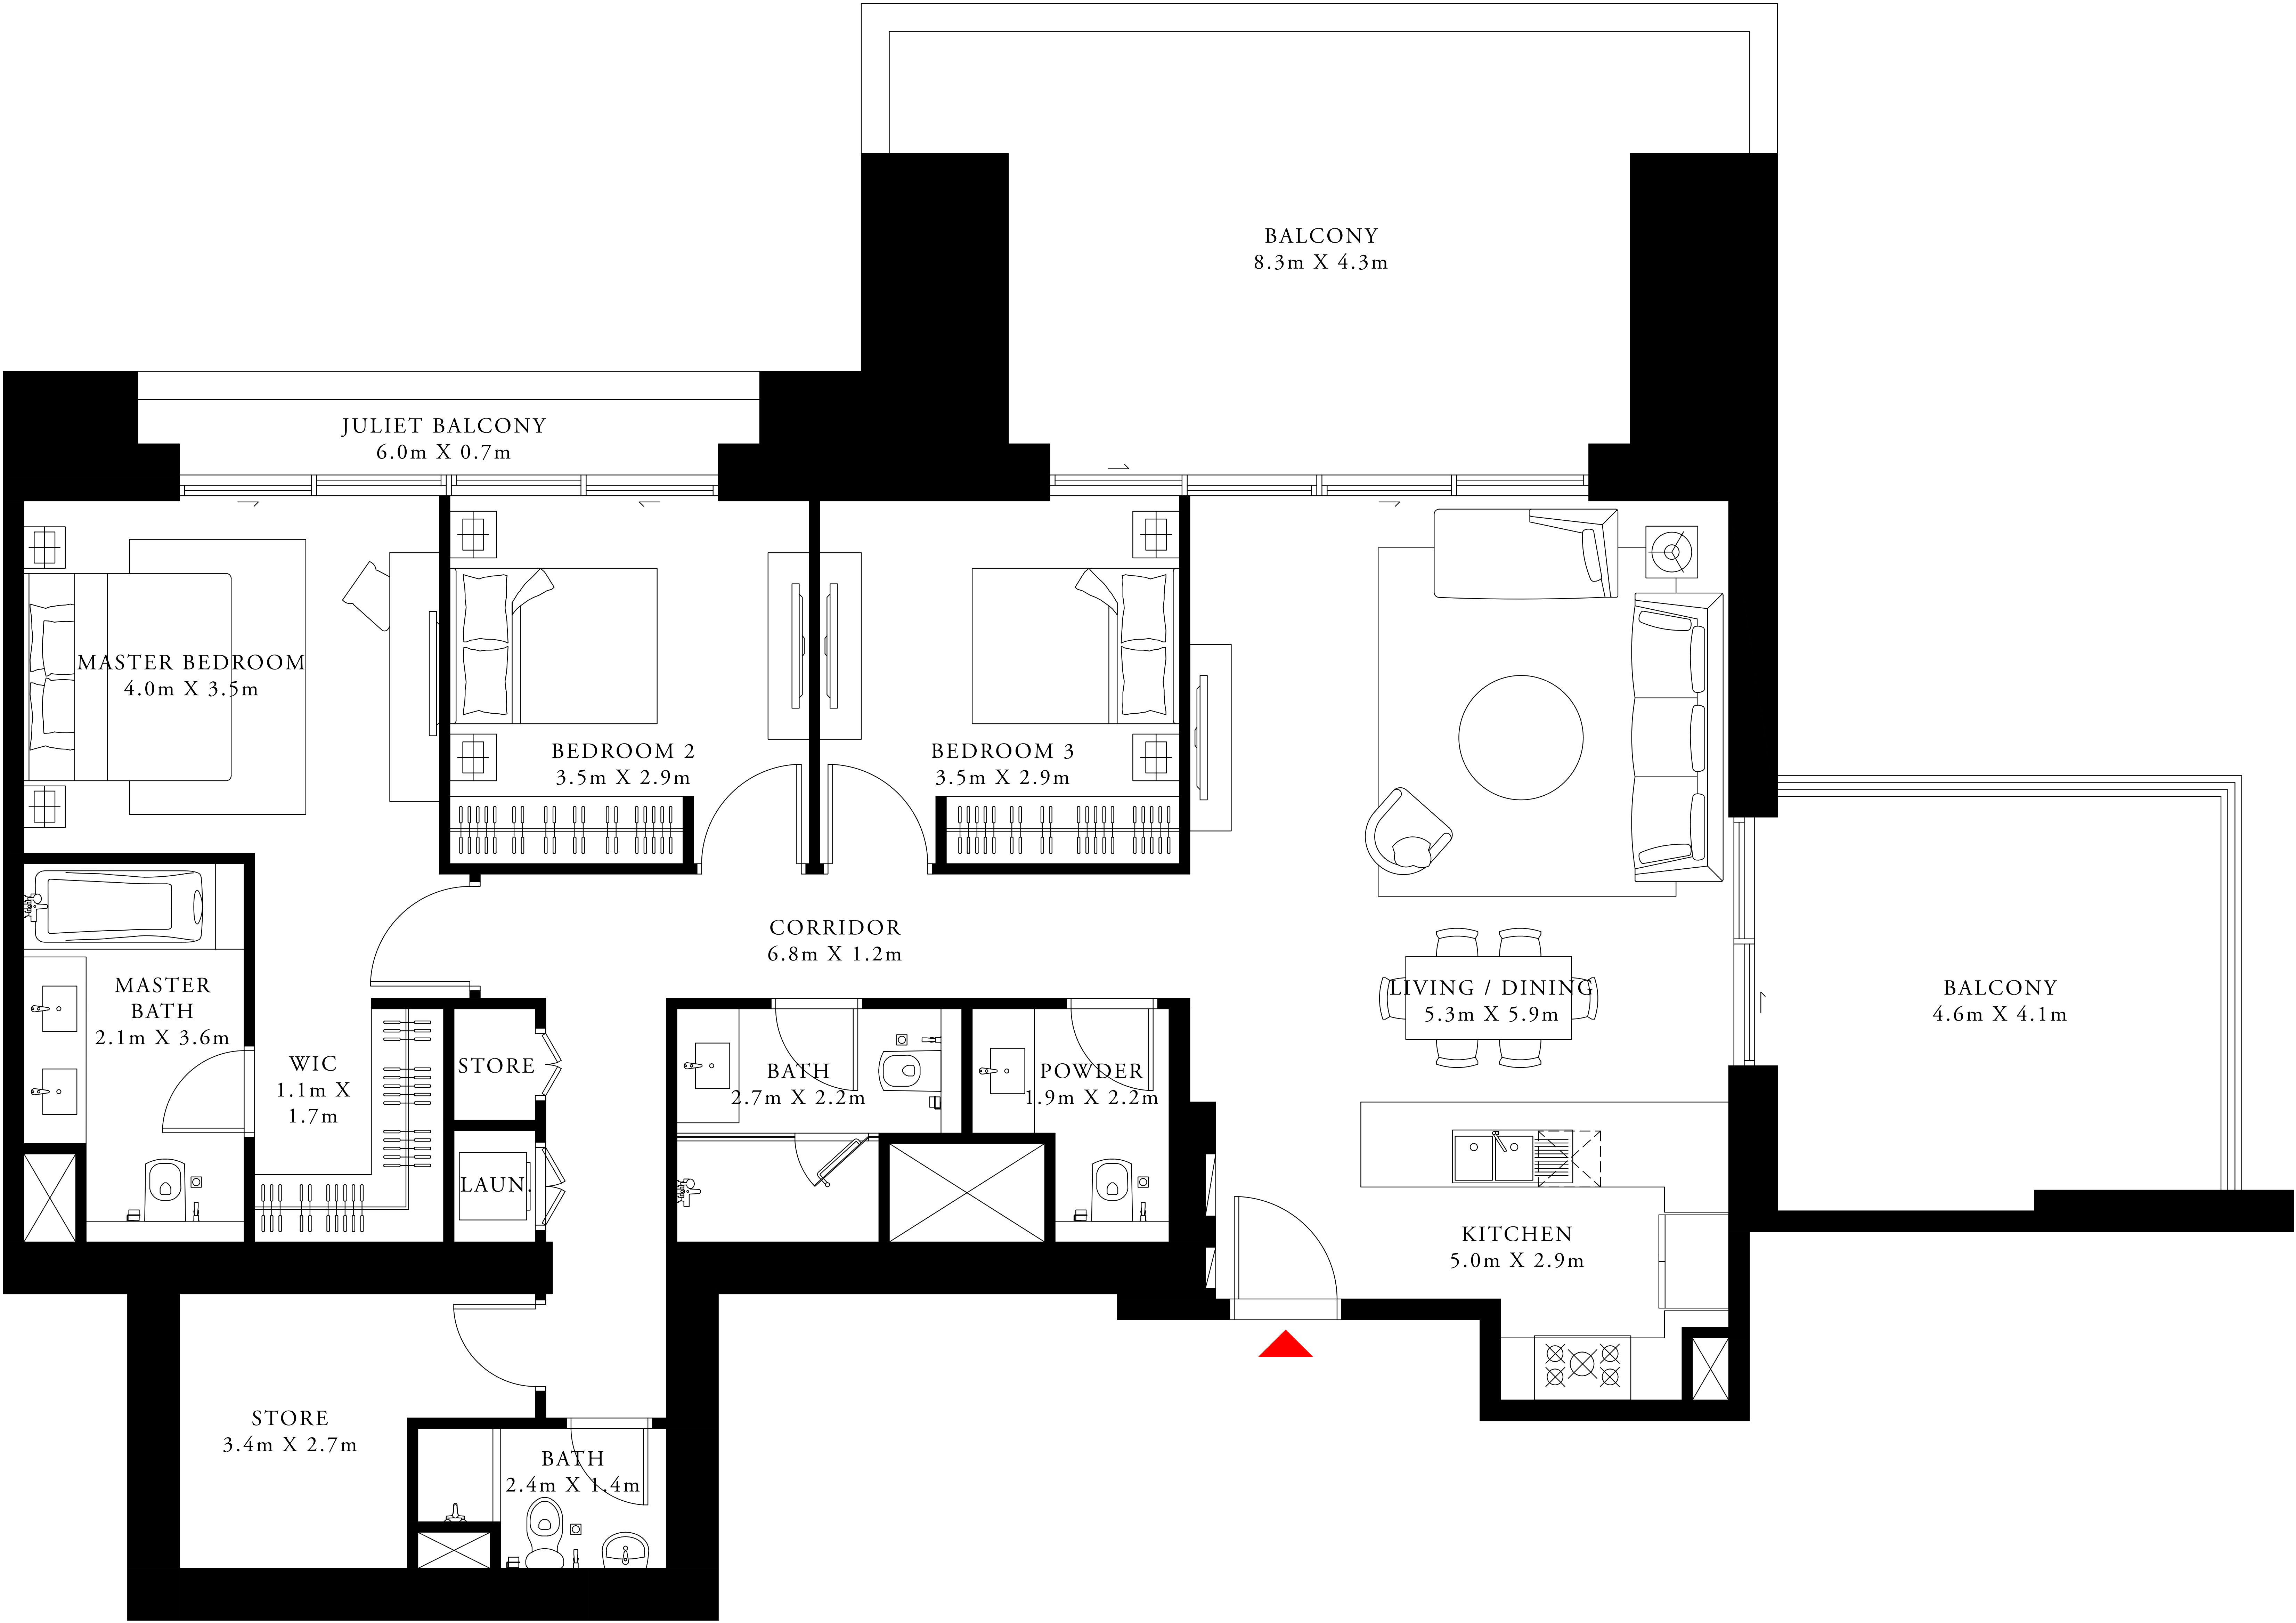 BALCONY
8.3m X 4.3m
JULIET BALCONY
6.0m X 0.7m
MASTER BEDROOM
4.0m X 3.5m
BEDROOM 2
3.5m X 2.9m
BEDROOM 3
3.5m X 2.9m
CORRIDOR
6.8m X 1.2m
MASTER
BATH
2.1m X 3.6m
WIC
1.1m X
1.7m
STORE
LAUN.
BATH
2.7m X 2.2m
POWDER
1.9m X 2.2m
LIVING / DINING
5.3m X 5.9m
BALCONY
4.6m X 4.1m
KITCHEN
5.0m X 2.9m
STORE
3.4m X 2.7m
BATH
2.4m X 1.4m